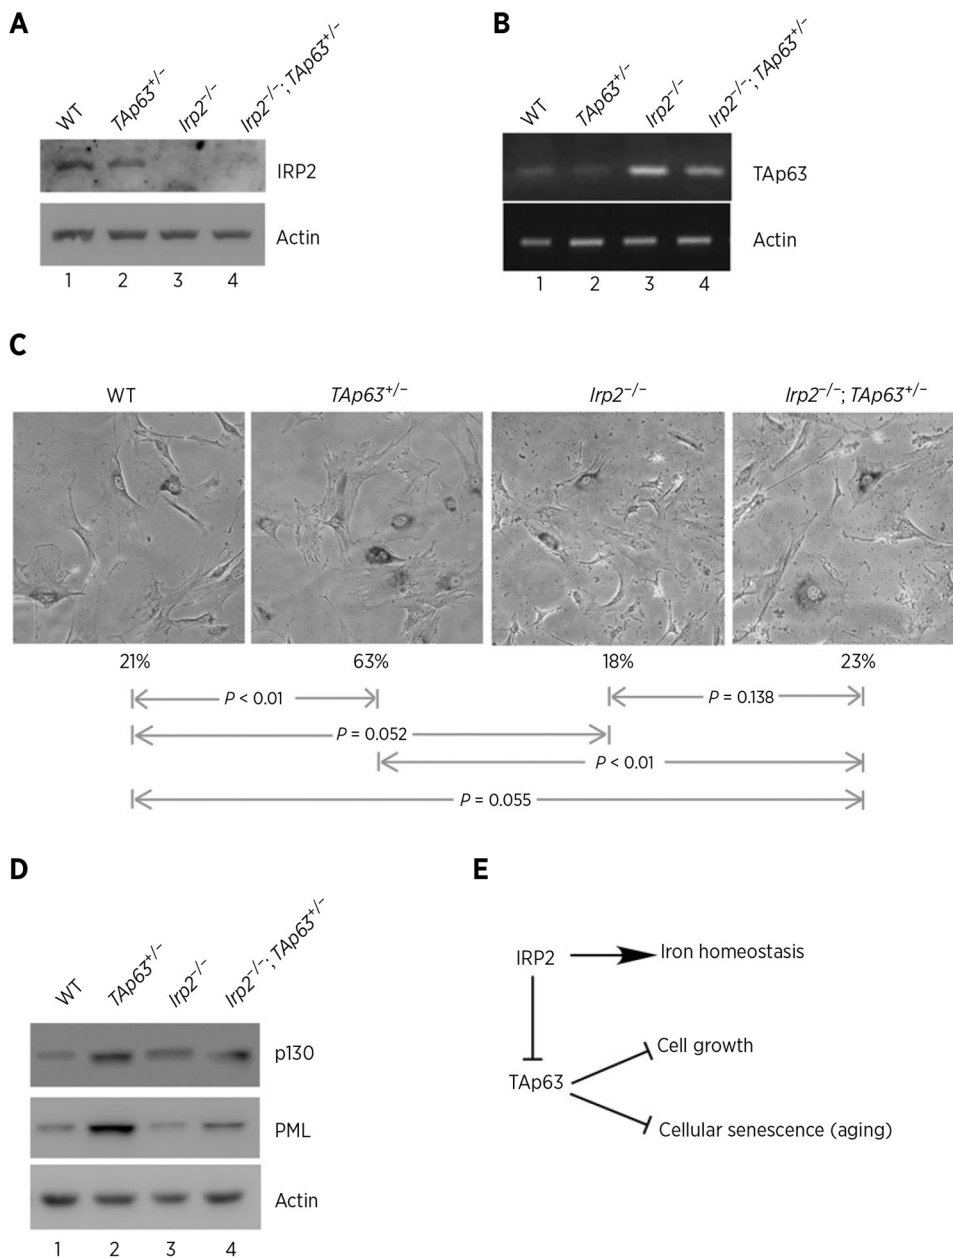 A
WT TAp63+/– Irp2–/– Irp2–/–; TAp63+/–
IRP2
Actin
1 2 3 4
B
WT TAp63+/– Irp2–/– Irp2–/–; TAp63+/–
TAp63
Actin
1 2 3 4
C
WT TAp63+/– Irp2–/– Irp2–/–; TAp63+/–
21% 63% 18% 23%
P < 0.01 P = 0.138
P = 0.052
P < 0.01
P = 0.055
D
WT TAp63+/– Irp2–/– Irp2–/–; TAp63+/–
p130
PML
Actin
1 2 3 4
E
IRP2 Iron homeostasis
Cell growth
TAp63
Cellular senescence (aging)